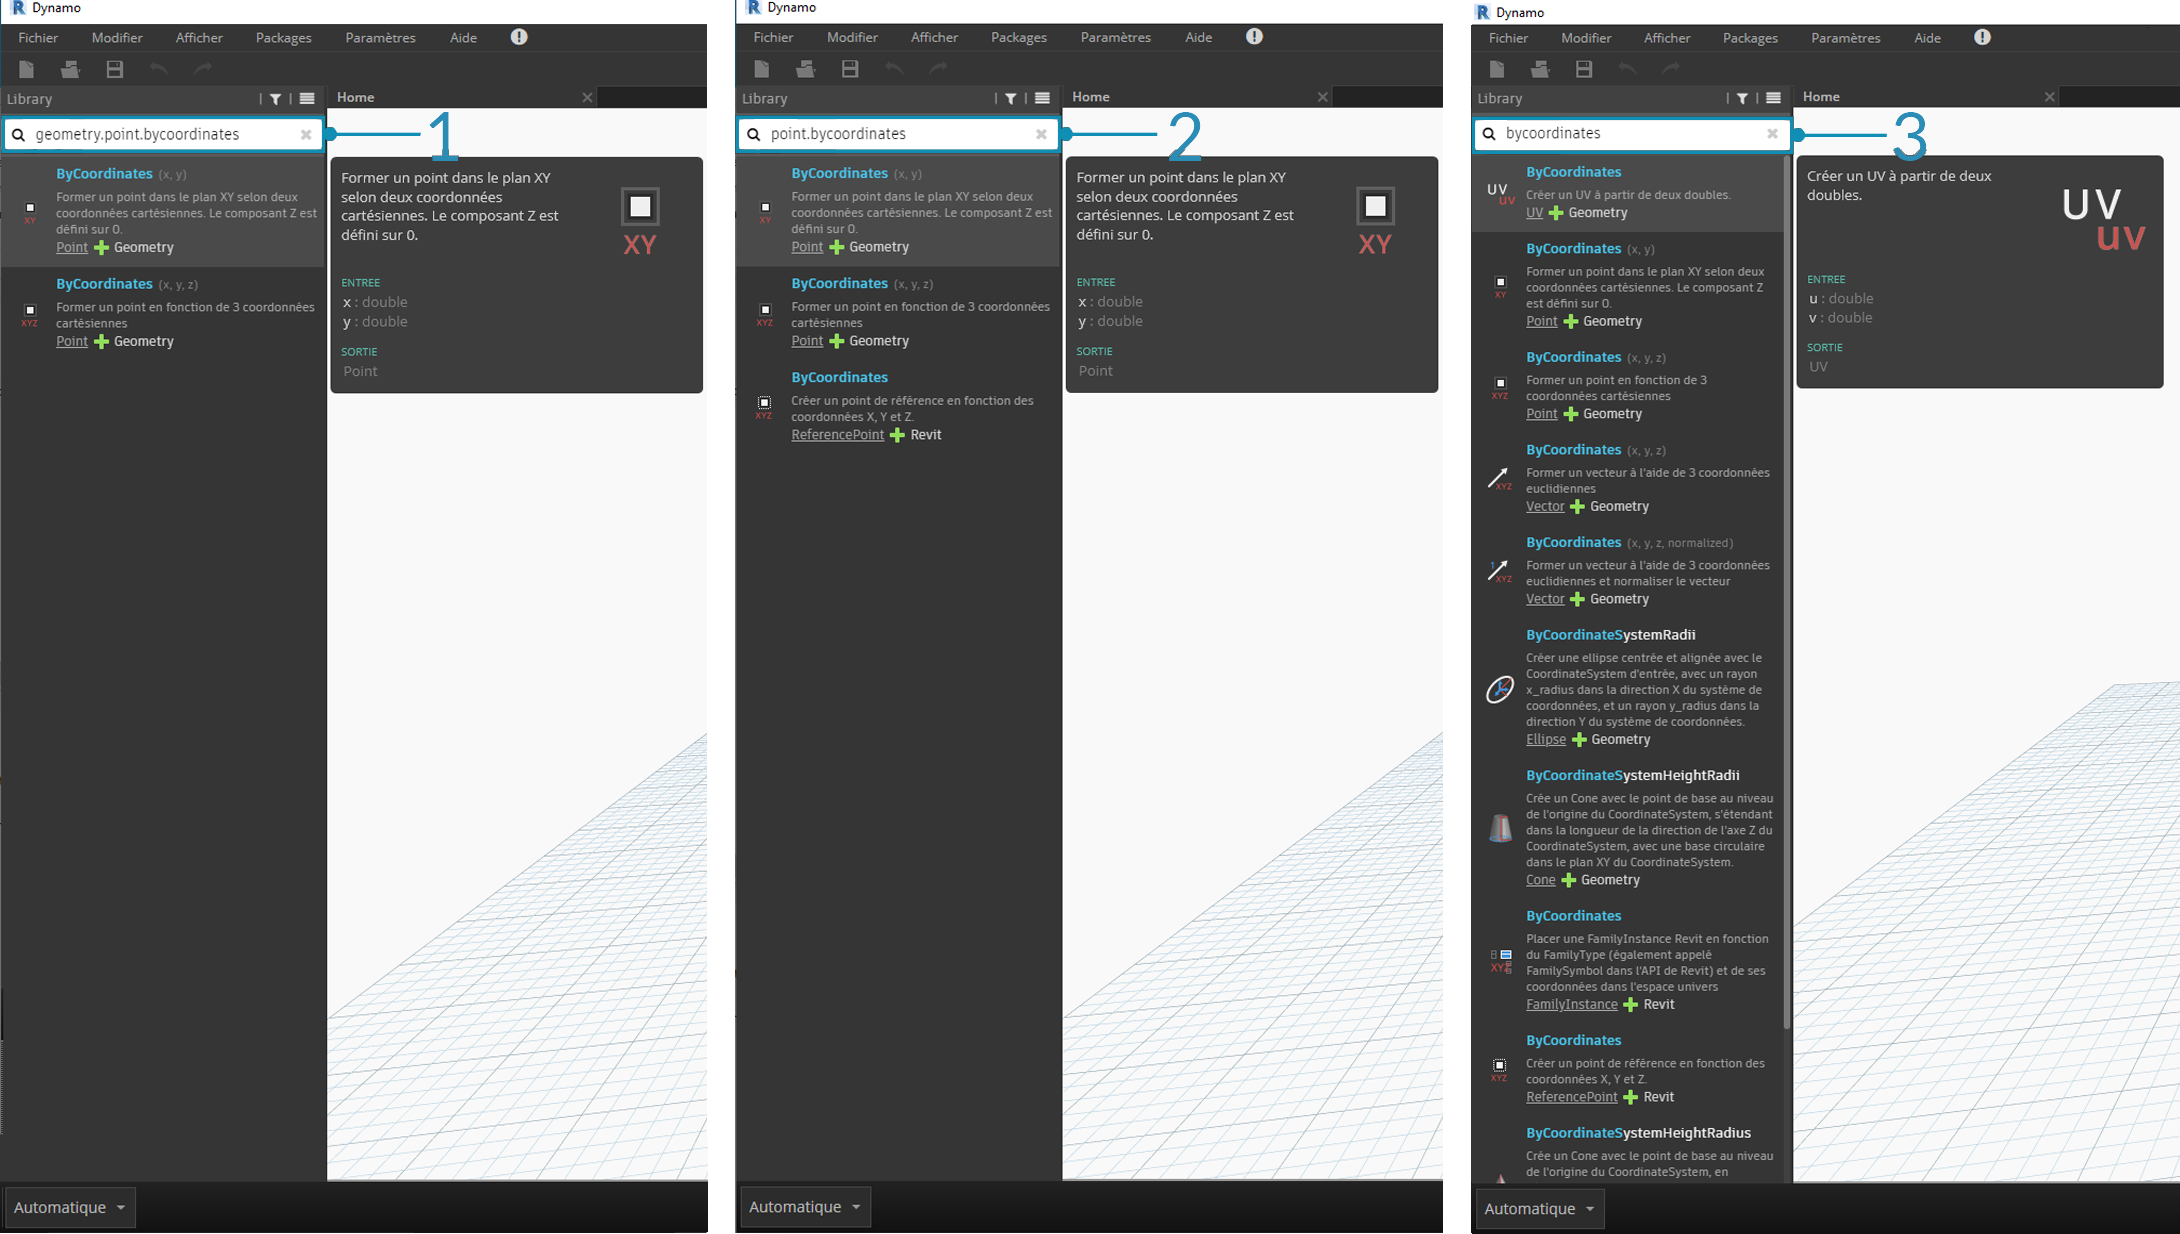 Dynamo
Fichier Modifier Afficher Packages Paramètres Aide
Library
Home
geometry.point.bycoordinates
1
ByCoordinates (x, y)
Former un point dans le plan XY selon deux
coordonnées cartésiennes. Le composant Z est
défini sur 0.
Point Geometry
XY
ByCoordinates (x, y, z)
Former un point en fonction de 3 coordonnées
cartésiennes
Point Geometry
XYZ
Former un point dans le plan XY
selon deux coordonnées
cartésiennes. Le composant Z est
défini sur 0.
XY
ENTREE
x : double
y : double
SORTIE
Point
Automatique
Dynamo
Fichier Modifier Afficher Packages Paramètres Aide
Library
Home
point.bycoordinates
2
ByCoordinates (x, y)
Former un point dans le plan XY selon deux
coordonnées cartésiennes. Le composant Z est
défini sur 0.
Point Geometry
XY
ByCoordinates (x, y, z)
Former un point en fonction de 3 coordonnées
cartésiennes
Point Geometry
XYZ
ByCoordinates
Créer un point de référence en fonction des
coordonnées X, Y et Z.
ReferencePoint Revit
XYZ
Former un point dans le plan XY
selon deux coordonnées
cartésiennes. Le composant Z est
défini sur 0.
XY
ENTREE
x : double
y : double
SORTIE
Point
Automatique
Dynamo
Fichier Modifier Afficher Packages Paramètres Aide
Library
Home
bycoordinates
3
ByCoordinates
Créer un UV à partir de deux doubles.
UV Geometry
UV
uv
ByCoordinates (x, y)
Former un point dans le plan XY selon deux
coordonnées cartésiennes. Le composant Z
est défini sur 0.
Point Geometry
XY
ByCoordinates (x, y, z)
Former un point en fonction de 3
coordonnées cartésiennes
Point Geometry
XYZ
ByCoordinates (x, y, z)
Former un vecteur à l'aide de 3 coordonnées
euclidiennes
Vector Geometry
XYZ
ByCoordinates (x, y, z, normalized)
Former un vecteur à l'aide de 3 coordonnées
euclidiennes et normaliser le vecteur
Vector Geometry
1
XYZ
ByCoordinateSystemRadii
Créer une ellipse centrée et alignée avec le
CoordinateSystem d'entrée, avec un rayon
x_radius dans la direction X du système de
coordonnées, et un rayon y_radius dans la
direction Y du système de coordonnées.
Ellipse Geometry
ByCoordinateSystemHeightRadii
Crée un Cone avec le point de base au niveau
de l'origine du CoordinateSystem, s'étendant
dans la longueur de la direction de l'axe Z du
CoordinateSystem, avec une base circulaire
dans le plan XY du CoordinateSystem.
Cone Geometry
ByCoordinates
Placer une FamilyInstance Revit en fonction
du FamilyType (également appelé
FamilySymbol dans l'API de Revit) et de ses
coordonnées dans l'espace univers
FamilyInstance Revit
XYZ
ByCoordinates
Créer un point de référence en fonction des
coordonnées X, Y et Z.
ReferencePoint Revit
XYZ
ByCoordinateSystemHeightRadius
Crée un Cone avec le point de base au niveau
de l'origine du CoordinateSystem, en
Créer un UV à partir de deux
doubles.
UV
uv
ENTREE
u : double
v : double
SORTIE
UV
Automatique